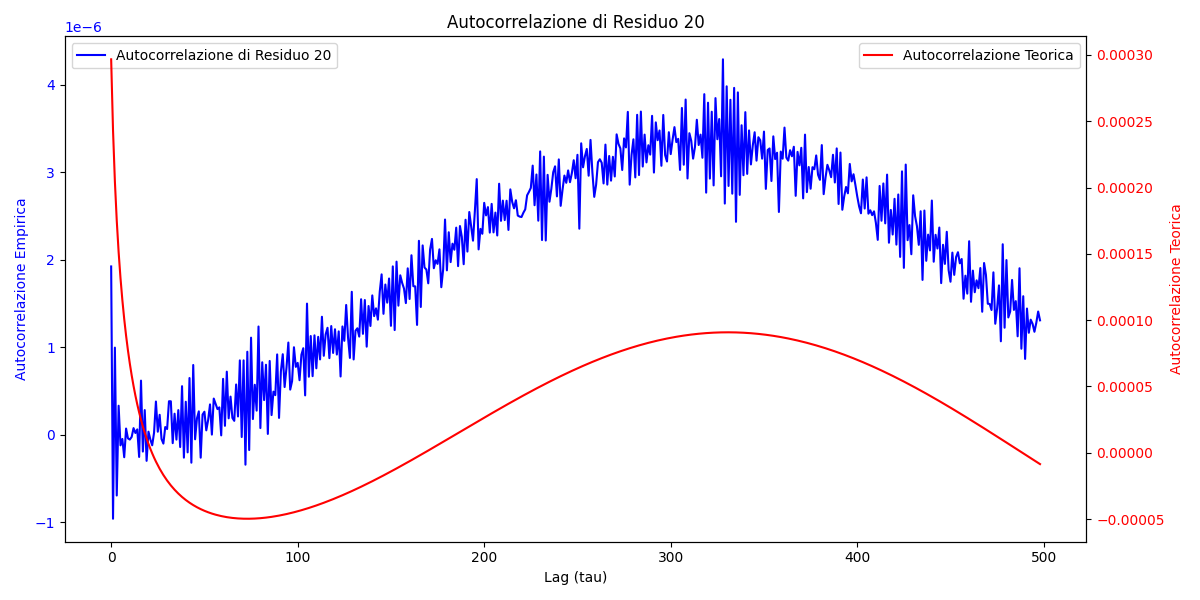 Autocorrelazione di Residuo 20
1e−6
Autocorrelazione di Residuo 20
Autocorrelazione Teorica
4
3
2
1
0
−1
Autocorrelazione Empirica
0.00030
0.00025
0.00020
0.00015
0.00010
0.00005
0.00000
−0.00005
Autocorrelazione Teorica
0
100
200
300
400
500
Lag (tau)